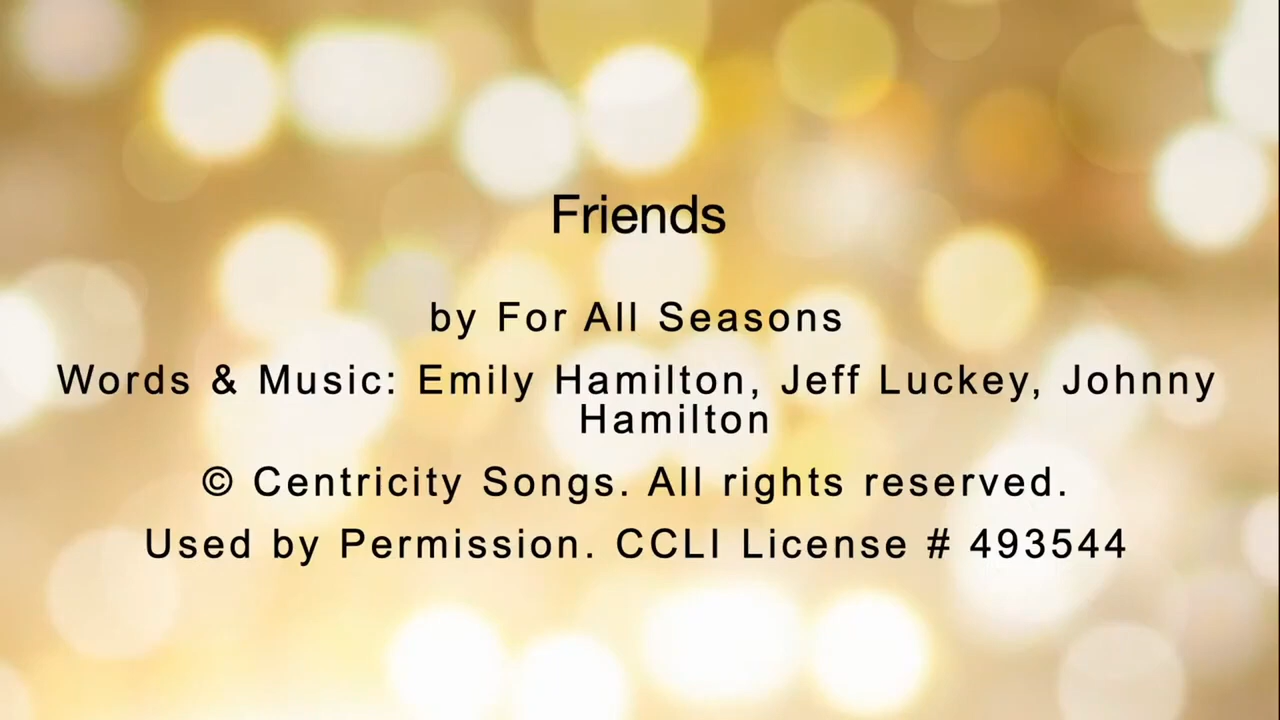 Friends
by For All Seasons
Words & Music: Emily Hamilton, Jeff Luckey, Johnny
Hamilton
© Centricity Songs. All rights reserved.
Used by Permission. CCLI License # 493544